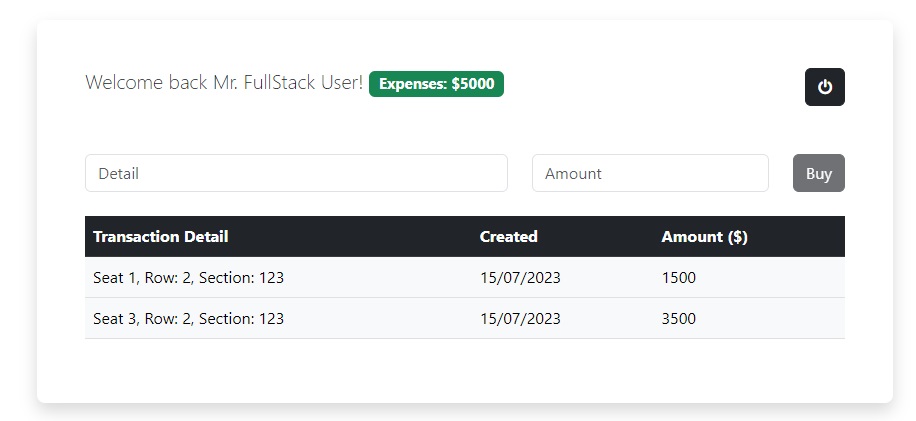 Welcome back Mr. FullStack User! Expenses: $5000
Detail Amount Buy
Transaction Detail Created Amount ($)
Seat 1, Row: 2, Section: 123 15/07/2023 1500
Seat 3, Row: 2, Section: 123 15/07/2023 3500